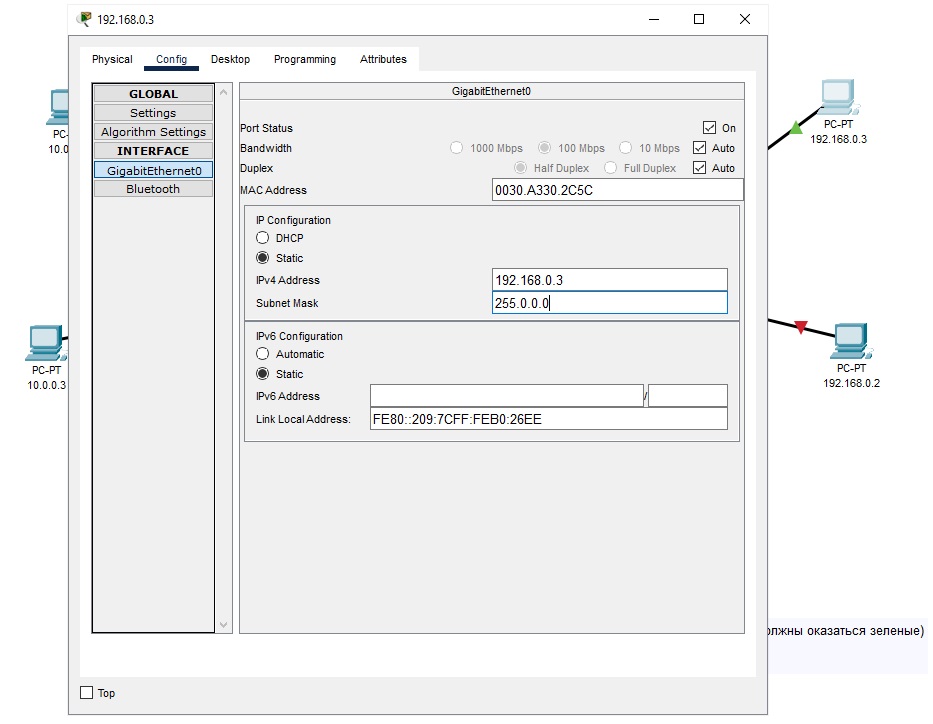 192.168.0.3
Physical Config Desktop Programming Attributes
GLOBAL
Settings
Algorithm Settings
INTERFACE
GigabitEthernet0
Bluetooth
GigabitEthernet0
Port Status On
Bandwidth 1000 Mbps 100 Mbps 10 Mbps Auto
Duplex Half Duplex Full Duplex Auto
MAC Address 0030.A330.2C5C
IP Configuration
DHCP
Static
IPv4 Address 192.168.0.3
Subnet Mask 255.0.0.0
IPv6 Configuration
Automatic
Static
IPv6 Address /
Link Local Address: FE80::209:7CFF:FEB0:26EE
Top
PC-
10.0
PC-PT
10.0.0.3
PC-PT
192.168.0.3
PC-PT
192.168.0.2
олжны оказаться зеленые)